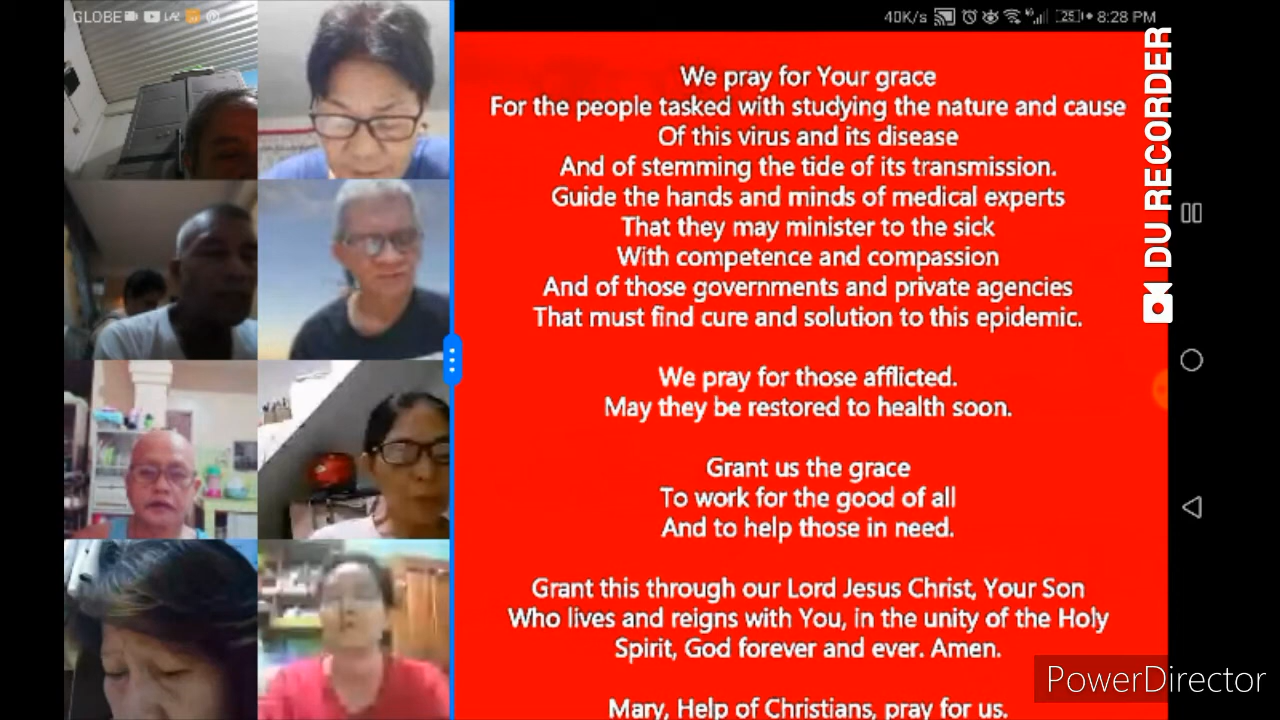 GLOBE
40K/s
25
8:28 PM
We pray for Your grace
For the people tasked with studying the nature and cause
Of this virus and its disease
And of stemming the tide of its transmission.
Guide the hands and minds of medical experts
That they may minister to the sick
With competence and compassion
And of those governments and private agencies
That must find cure and solution to this epidemic.
We pray for those afflicted.
May they be restored to health soon.
Grant us the grace
To work for the good of all
And to help those in need.
Grant this through our Lord Jesus Christ, Your Son
Who lives and reigns with You, in the unity of the Holy
Spirit, God forever and ever. Amen.
Mary, Help of Christians, pray for us.
DU RECORDER
PowerDirector